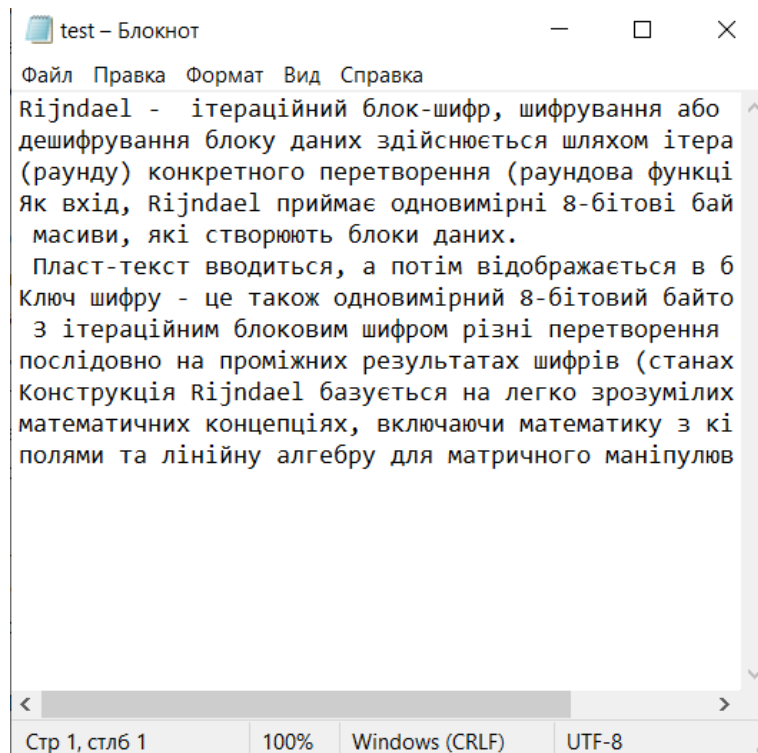 test – Блокнот
Файл Правка Формат Вид Справка
Rijndael -  ітераційний блок-шифр, шифрування або
дешифрування блоку даних здійснюється шляхом ітера
(раунду) конкретного перетворення (раундова функці
Як вхід, Rijndael приймає одновимірні 8-бітові бай
 масиви, які створюють блоки даних.
 Пласт-текст вводиться, а потім відображається в б
Ключ шифру - це також одновимірний 8-бітовий байто
 З ітераційним блоковим шифром різні перетворення
послідовно на проміжних результатах шифрів (станах
Конструкція Rijndael базується на легко зрозумілих
математичних концепціях, включаючи математику з кі
полями та лінійну алгебру для матричного маніпулюв
Стр 1, стлб 1 100% Windows (CRLF) UTF-8